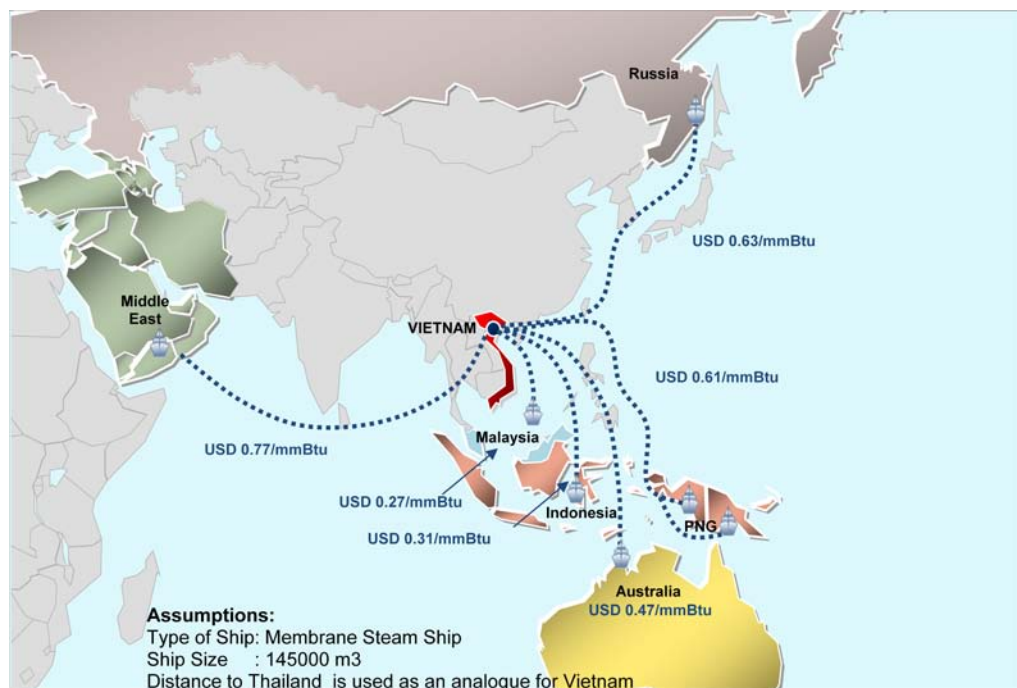 Russia
USD 0.63/mmBtu
Middle
East
VIETNAM
USD 0.61/mmBtu
USD 0.77/mmBtu
Malaysia
USD 0.27/mmBtu
Indonesia
USD 0.31/mmBtu
PNG
Australia
USD 0.47/mmBtu
Assumptions:
Type of Ship: Membrane Steam Ship
Ship Size : 145000 m3
Distance to Thailand is used as an analogue for Vietnam